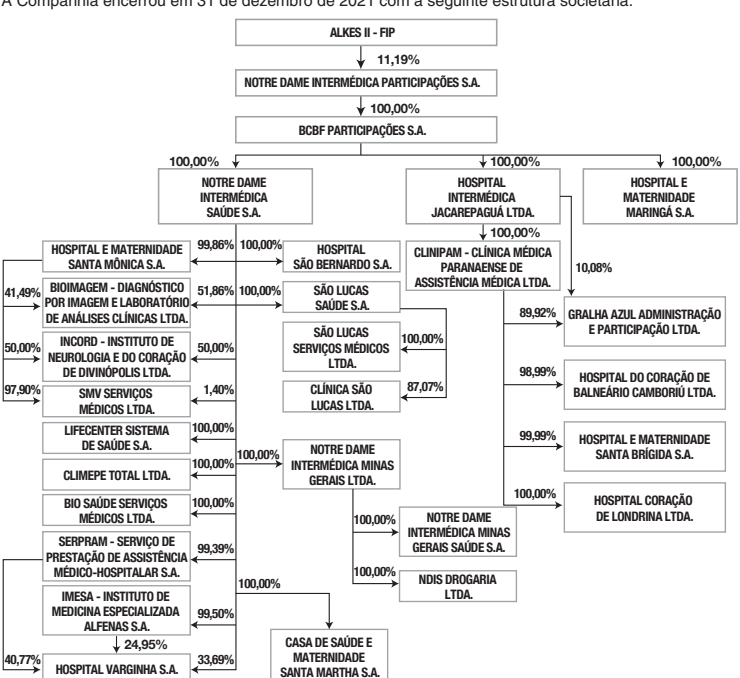 A Companhia encerrou em 31 de dezembro de 2021 com a seguinte estrutura societária:
ALKES II - FIP
11,19%
NOTRE DAME INTERMÉDICA PARTICIPAÇÕES S.A.
100,00%
BCBF PARTICIPAÇÕES S.A.
100,00%
100,00%
100,00%
NOTRE DAME
INTERMÉDICA
SAÚDE S.A.
HOSPITAL
INTERMÉDICA
JACAREPAGUÁ LTDA.
HOSPITAL E
MATERNIDADE
MARINGÁ S.A.
HOSPITAL E MATERNIDADE
SANTA MÔNICA S.A.
99,86%
100,00%
HOSPITAL
SÃO BERNARDO S.A.
100,00%
CLINIPAM - CLÍNICA MÉDICA
PARANAENSE DE
ASSISTÊNCIA MÉDICA LTDA.
10,08%
41,49%
BIOIMAGEM - DIAGNÓSTICO
POR IMAGEM E LABORATÓRIO
DE ANÁLISES CLÍNICAS LTDA.
51,86%
100,00%
SÃO LUCAS
SAÚDE S.A.
89,92%
GRALHA AZUL ADMINISTRAÇÃO
E PARTICIPAÇÃO LTDA.
50,00%
INCORD - INSTITUTO DE
NEUROLOGIA E DO CORAÇÃO
DE DIVINÓPOLIS LTDA.
50,00%
SÃO LUCAS
SERVIÇOS MÉDICOS
LTDA.
100,00%
98,99%
HOSPITAL DO CORAÇÃO DE
BALNEÁRIO CAMBORIÚ LTDA.
97,90%
SMV SERVIÇOS
MÉDICOS LTDA.
1,40%
CLÍNICA SÃO
LUCAS LTDA.
87,07%
LIFECENTER SISTEMA
DE SAÚDE S.A.
100,00%
99,99%
HOSPITAL E MATERNIDADE
SANTA BRÍGIDA S.A.
CLIMEPE TOTAL LTDA.
100,00%
100,00%
NOTRE DAME
INTERMÉDICA MINAS
GERAIS LTDA.
BIO SAÚDE SERVIÇOS
MÉDICOS LTDA.
100,00%
100,00%
HOSPITAL CORAÇÃO
DE LONDRINA LTDA.
100,00%
NOTRE DAME
INTERMÉDICA MINAS
GERAIS SAÚDE S.A.
SERPRAM - SERVIÇO DE
PRESTAÇÃO DE ASSISTÊNCIA
MÉDICO-HOSPITALAR S.A.
99,39%
100,00%
NDIS DROGARIA
LTDA.
100,00%
IMESA - INSTITUTO DE
MEDICINA ESPECIALIZADA
ALFENAS S.A.
99,50%
24,95%
40,77%
HOSPITAL VARGINHA S.A.
33,69%
CASA DE SAÚDE E
MATERNIDADE
SANTA MARTHA S.A.